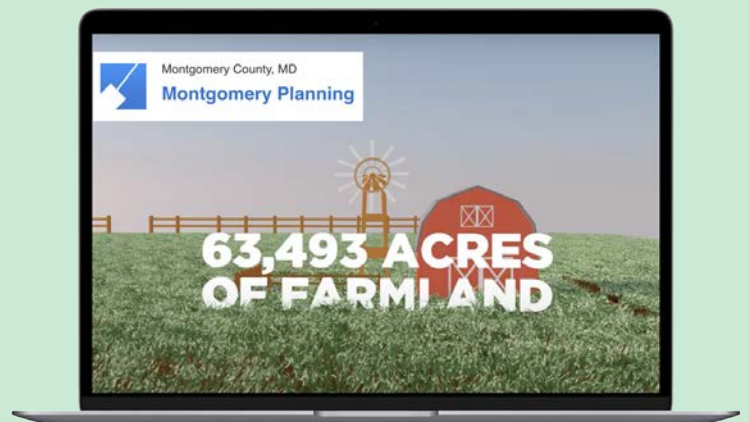 Montgomery County, MD
Montgomery Planning
63,493 ACRES
OF FARMLAND